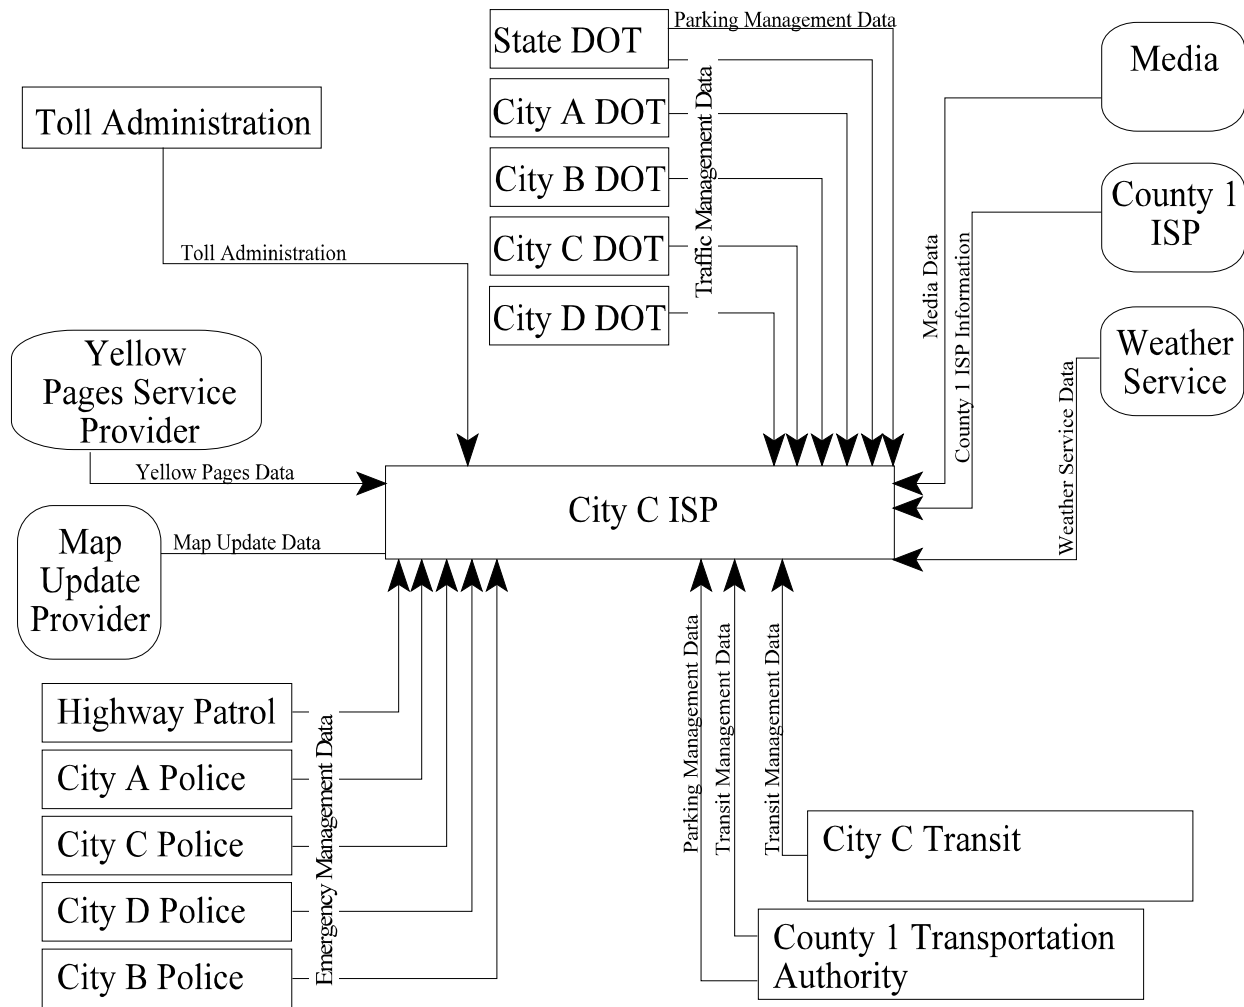 Parking Management Data
State DOT
Media
Toll Administration
City A DOT
City B DOT
City C DOT
City D DOT
Traffic Management Data
County 1
ISP
Toll Administration
Media Data
County 1 ISP Information
Weather
Service
Weather Service Data
Yellow
Pages Service
Provider
Yellow Pages Data
City C ISP
Map Update Data
Map
Update
Provider
Highway Patrol
City A Police
City C Police
City D Police
City B Police
Emergency Management Data
Parking Management Data
Transit Management Data
Transit Management Data
City C Transit
County 1 Transportation
Authority